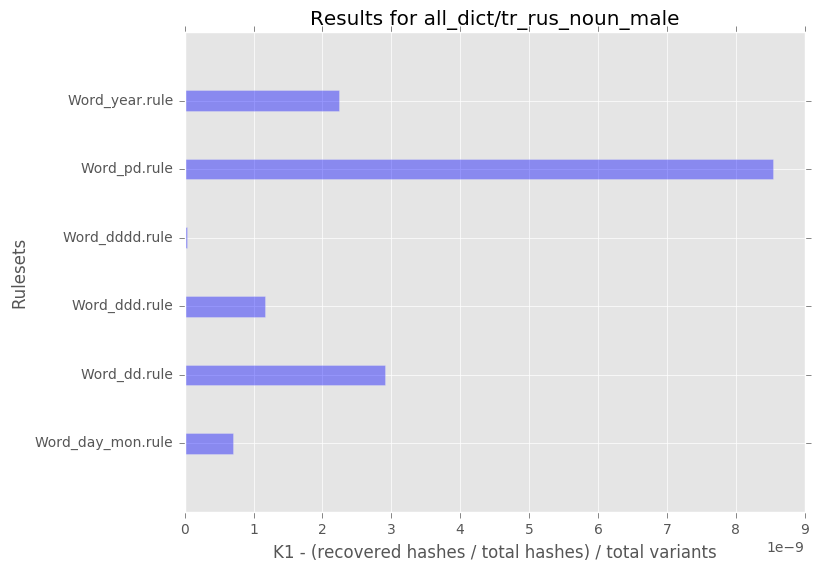 Results for all_dict/tr_rus_noun_male
Word_year.rule
Word_pd.rule
Word_dddd.rule
Word_ddd.rule
Word_dd.rule
Word_day_mon.rule
Rulesets
0 1 2 3 4 5 6 7 8 9
1e−9
K1 - (recovered hashes / total hashes) / total variants